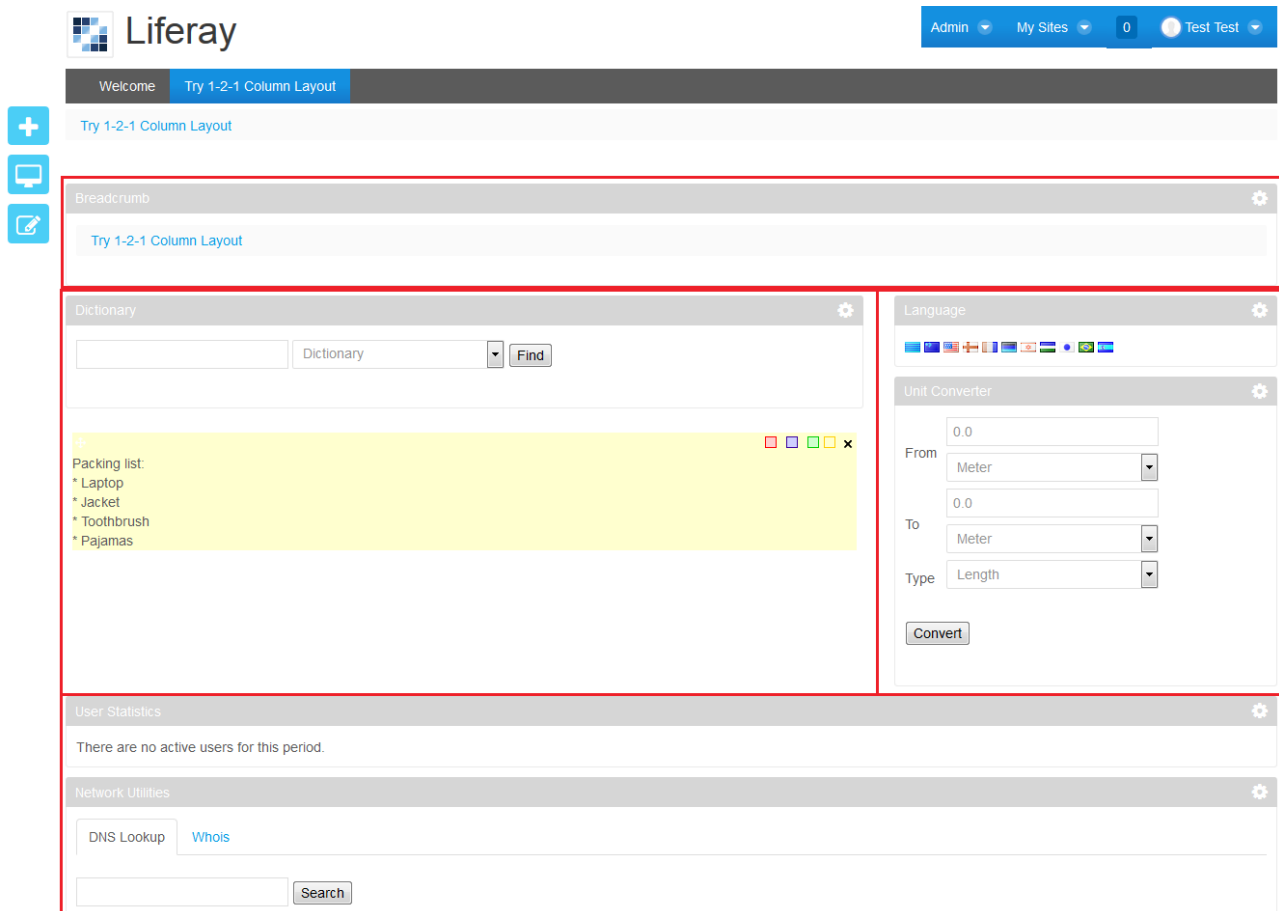 Liferay
Admin My Sites 0 Test Test
Welcome Try 1-2-1 Column Layout
Try 1-2-1 Column Layout
Breadcrumb
Try 1-2-1 Column Layout
Dictionary
Dictionary Find
Packing list:
* Laptop
* Jacket
* Toothbrush
* Pajamas
Language
Unit Converter
From 0.0
Meter
To 0.0
Meter
Type Length
Convert
User Statistics
There are no active users for this period.
Network Utilities
DNS Lookup Whois
Search